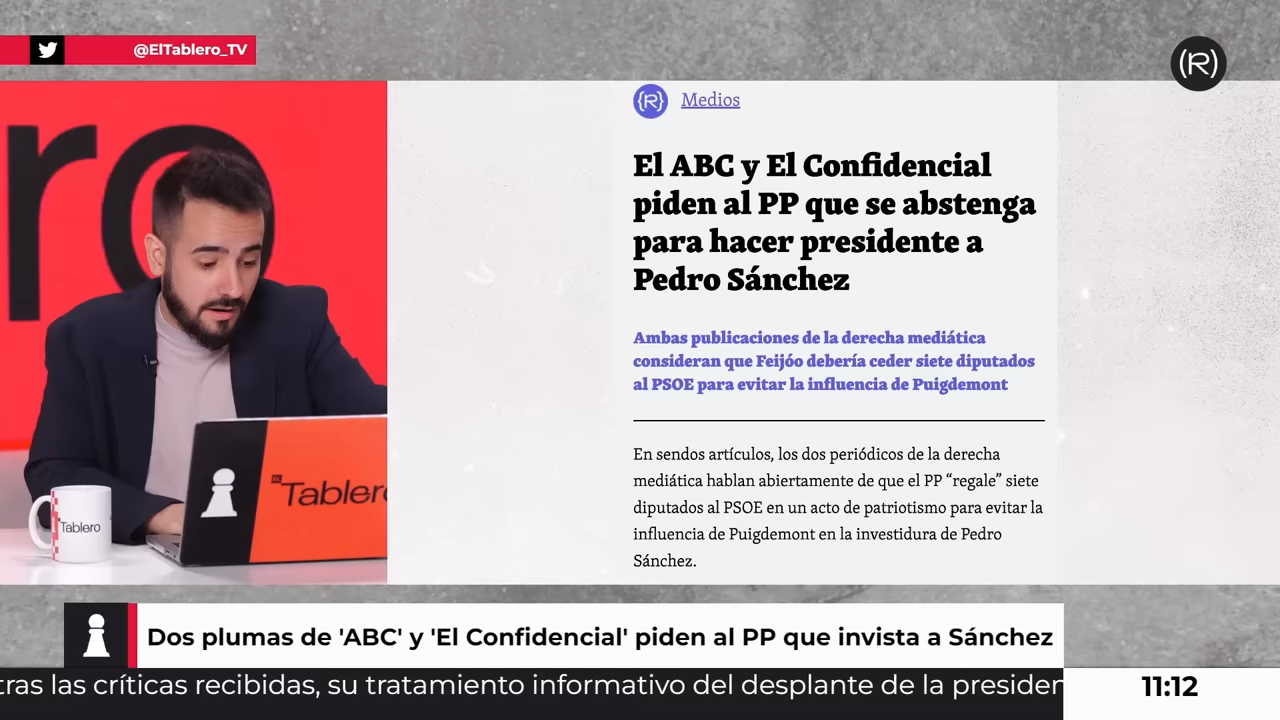 @ElTablero_TV
{R}
ro
{R} Medios
El ABC y El Confidencial
piden al PP que se abstenga
para hacer presidente a
Pedro Sánchez
Ambas publicaciones de la derecha mediática
consideran que Feijóo debería ceder siete diputados
al PSOE para evitar la influencia de Puigdemont
En sendos artículos, los dos periódicos de la derecha
mediática hablan abiertamente de que el PP “regale” siete
diputados al PSOE en un acto de patriotismo para evitar la
influencia de Puigdemont en la investidura de Pedro
Sánchez.
EL
Tablero
Tablero
Dos plumas de 'ABC' y 'El Confidencial' piden al PP que invista a Sánchez
tras las críticas recibidas, su tratamiento informativo del desplante de la presiden
11:12